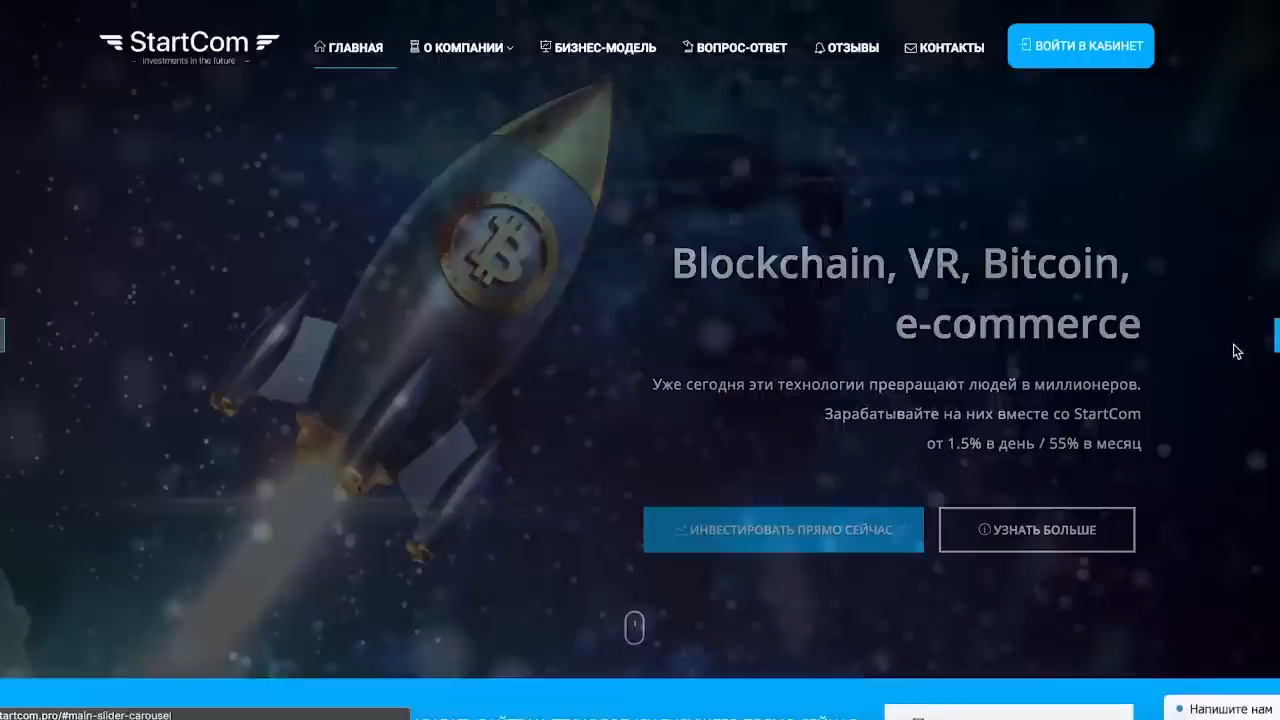 StartCom
investments in the future
ГЛАВНАЯ
О КОМПАНИИ
БИЗНЕС-МОДЕЛЬ
ВОПРОС-ОТВЕТ
ОТЗЫВЫ
КОНТАКТЫ
ВОЙТИ В КАБИНЕТ
Blockchain, VR, Bitcoin,
e-commerce
Уже сегодня эти технологии превращают людей в миллионеров.
Зарабатывайте на них вместе со StartCom
от 1.5% в день / 55% в месяц
ИНВЕСТИРОВАТЬ ПРЯМО СЕЙЧАС
УЗНАТЬ БОЛЬШЕ
tartcom.pro/#main-slider-carousel
Напишите нам